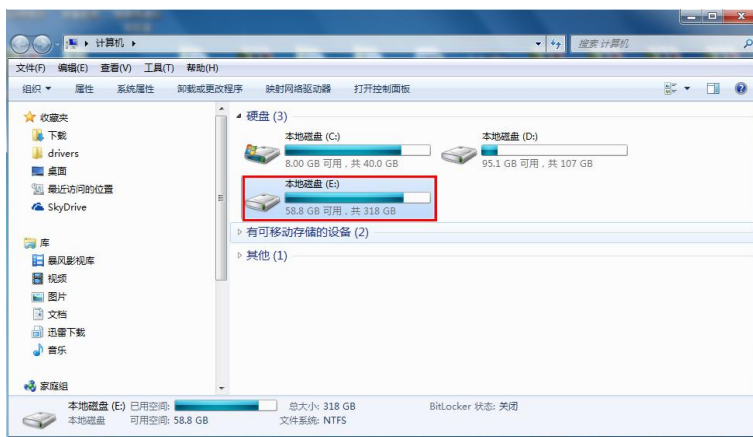 计算机
搜索 计算机
文件(F) 编辑(E) 查看(V) 工具(T) 帮助(H)
组织 属性 系统属性 卸载或更改程序 映射网络驱动器 打开控制面板
收藏夹
下载
drivers
桌面
最近访问的位置
SkyDrive
库
暴风影视库
视频
图片
文档
迅雷下载
音乐
家庭组
硬盘 (3)
本地磁盘 (C:)
8.00 GB 可用 , 共 40.0 GB
本地磁盘 (D:)
95.1 GB 可用 , 共 107 GB
本地磁盘 (E:)
58.8 GB 可用 , 共 318 GB
有可移动存储的设备 (2)
其他 (1)
本地磁盘 (E:) 已用空间: 总大小: 318 GB BitLocker 状态: 关闭
本地磁盘 可用空间: 58.8 GB 文件系统: NTFS